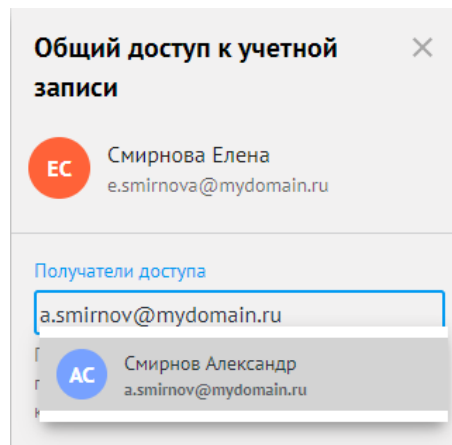 Общий доступ к учетной
записи
ЕС
Смирнова Елена
e.smirnova@mydomain.ru
Получатели доступа
a.smirnov@mydomain.ru
АС
Смирнов Александр
a.smirnov@mydomain.ru